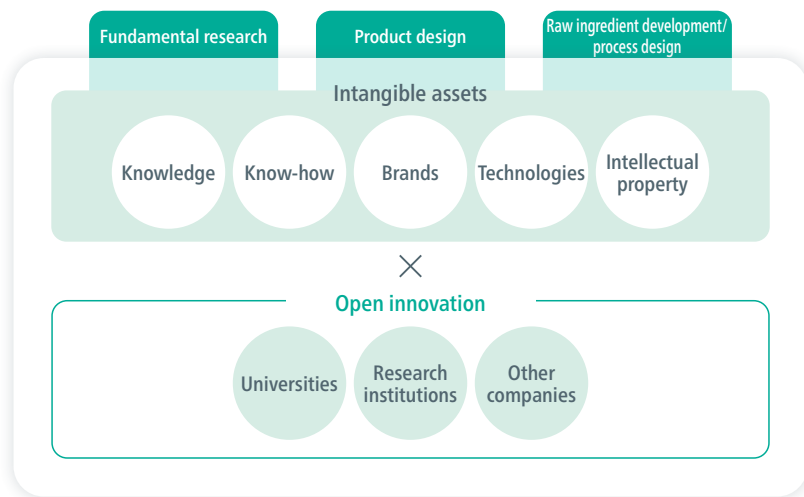 Fundamental research
Product design
Raw ingredient development/
process design
Intangible assets
Knowledge
Know-how
Brands
Technologies
Intellectual
property
×
Open innovation
Universities
Research
institutions
Other
companies